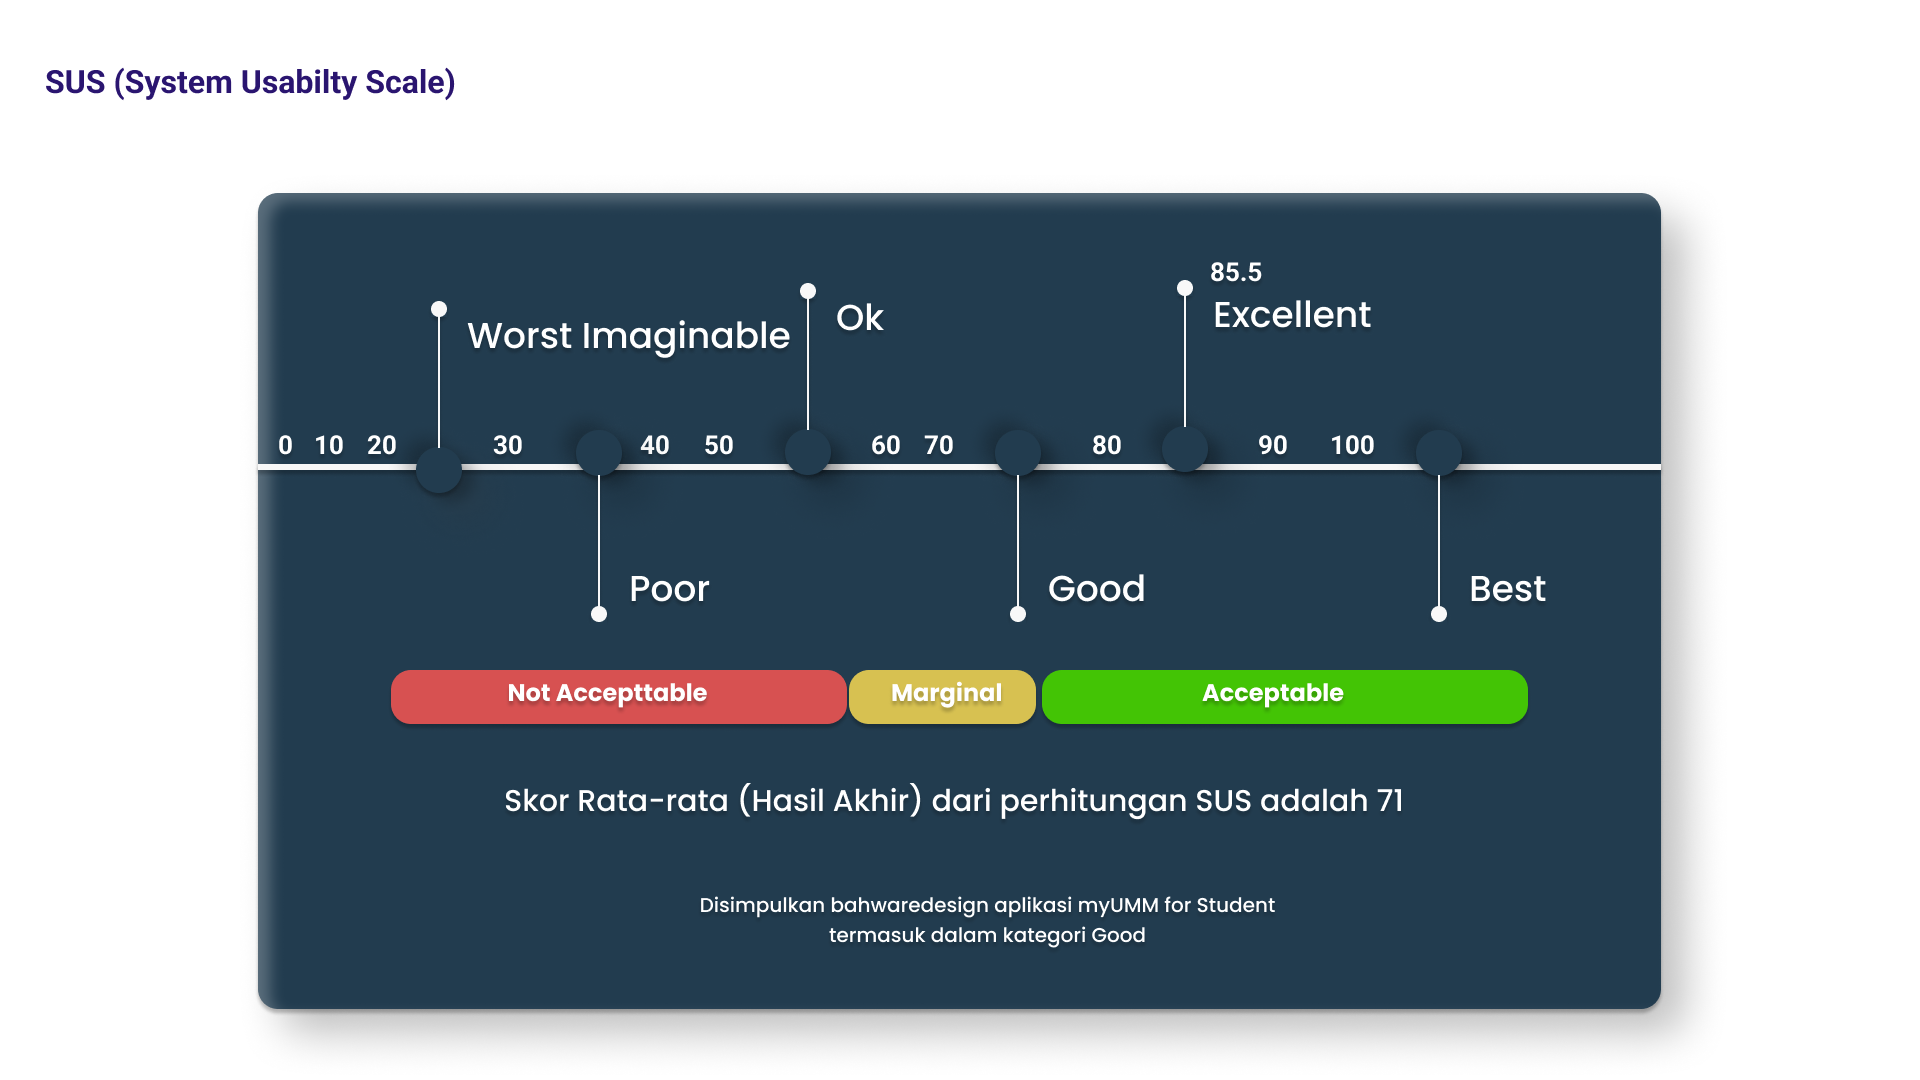 SUS (System Usabilty Scale)
85.5
Worst Imaginable
Ok
Excellent
0 10 20 30 40 50 60 70 80 90 100
Poor
Good
Best
Not Accepttable
Marginal
Acceptable
Skor Rata-rata (Hasil Akhir) dari perhitungan SUS adalah 71
Disimpulkan bahwaredesign aplikasi myUMM for Student
termasuk dalam kategori Good